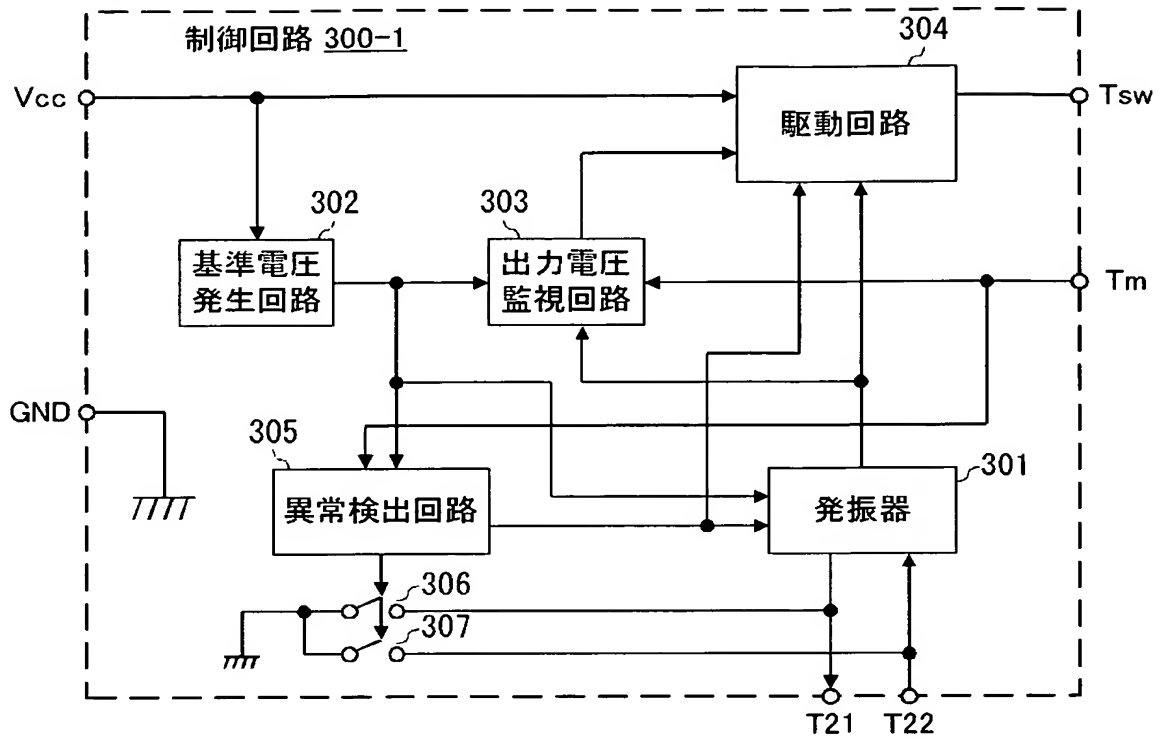 制御回路 300-1
304
Vcc
駆動回路
Tsw
302
303
基準電圧
発生回路
出力電圧
監視回路
Tm
GND
305
301
異常検出回路
発振器
306
307
T21
T22